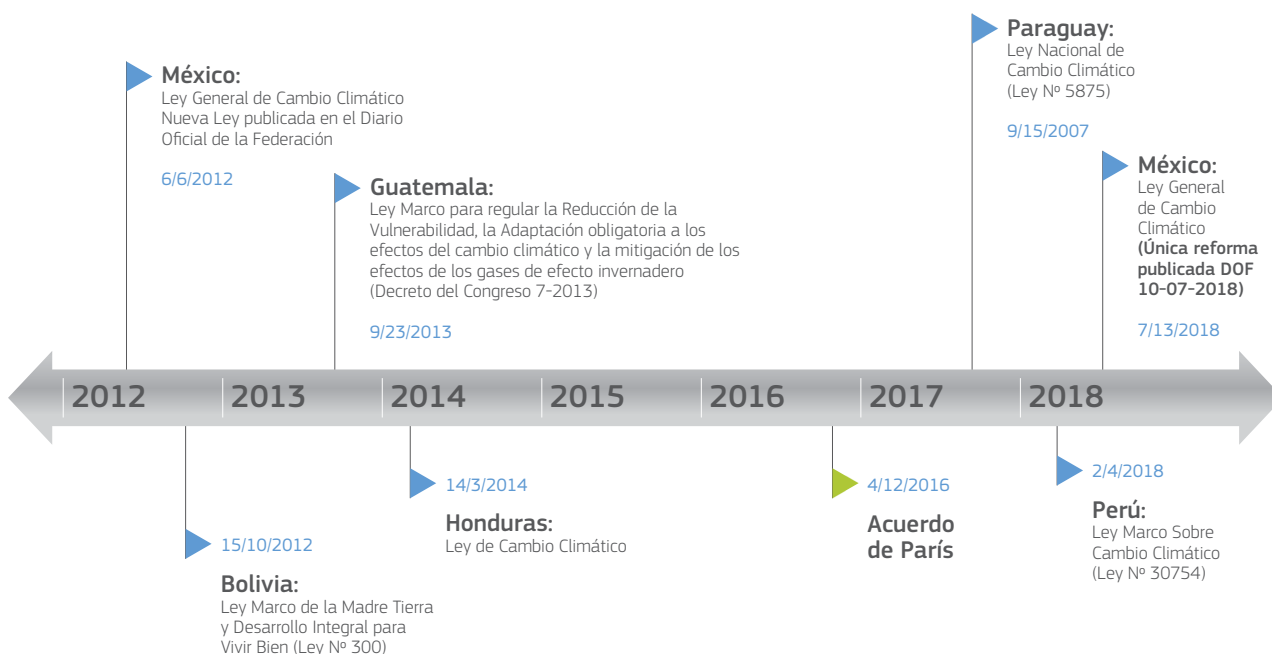 México:
Ley General de Cambio Climático
Nueva Ley publicada en el Diario
Oficial de la Federación
6/6/2012
Guatemala:
Ley Marco para regular la Reducción de la
Vulnerabilidad, la Adaptación obligatoria a los
efectos del cambio climático y la mitigación de los
efectos de los gases de efecto invernadero
(Decreto del Congreso 7-2013)
9/23/2013
Paraguay:
Ley Nacional de
Cambio Climático
(Ley Nº 5875)
9/15/2007
México:
Ley General
de Cambio
Climático
(Única reforma
publicada DOF
10-07-2018)
7/13/2018
2012 2013 2014 2015 2016 2017 2018
15/10/2012
Bolivia:
Ley Marco de la Madre Tierra
y Desarrollo Integral para
Vivir Bien (Ley Nº 300)
14/3/2014
Honduras:
Ley de Cambio Climático
4/12/2016
Acuerdo
de París
2/4/2018
Perú:
Ley Marco Sobre
Cambio Climático
(Ley Nº 30754)